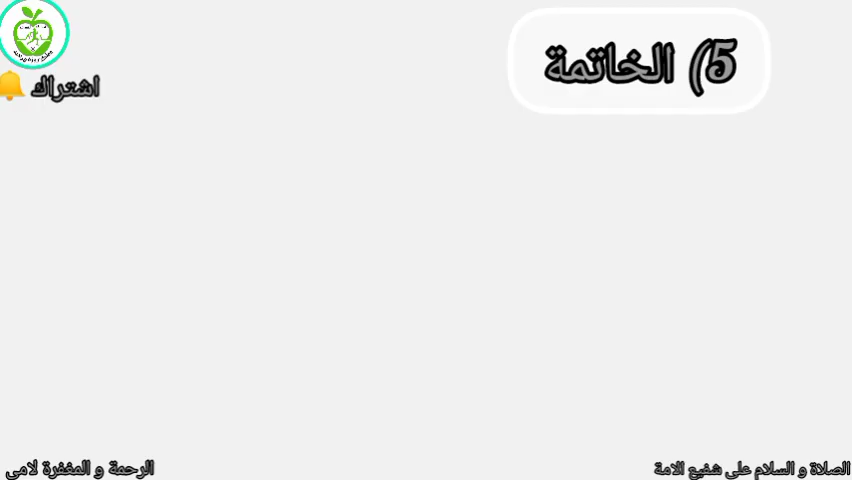 5) الخاتمة
اشتراك
الصلاة و السلام على شفيع الامة
الرحمة و المغفرة لامي